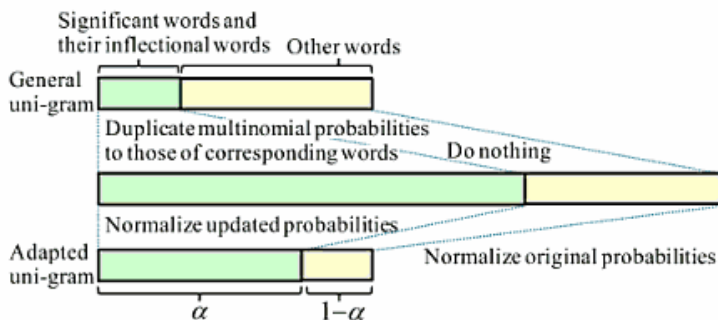 Significant words and
their inflectional words
Other words
General
uni-gram
Duplicate multinomial probabilities
to those of corresponding words
Do nothing
Normalize updated probabilities
Adapted
uni-gram
Normalize original probabilities
α
1−α